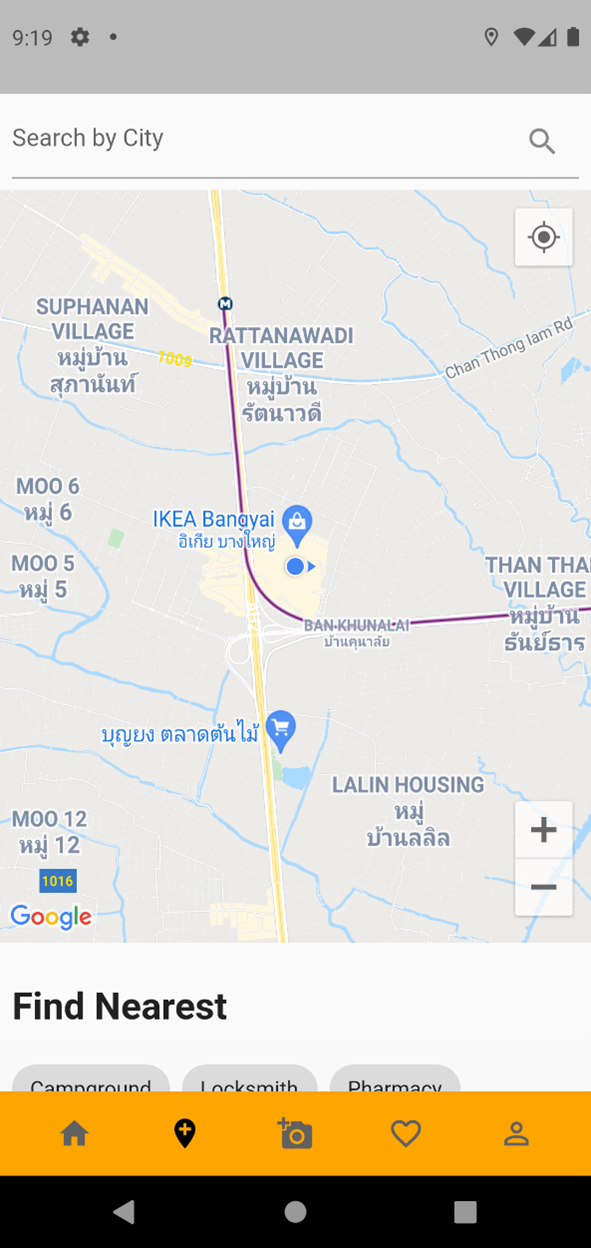 9:19
Search by City
SUPHANAN
VILLAGE
หมู่บ้าน
สุภานันท์
1009
RATTANAWADI
VILLAGE
หมู่บ้าน
รัตนาวดี
Chan Thong Iam Rd
MOO 6
หมู่ 6
IKEA Bangyai
อิเกีย บางใหญ่
MOO 5
หมู่ 5
THAN THA
VILLAGE
หมู่บ้าน
ธันย์ธาร
BAN KHUNALAI
บ้านคุนาลัย
บุญยง ตลาดต้นไม้
LALIN HOUSING
หมู่
บ้านลลิล
MOO 12
หมู่ 12
1016
Google
Find Nearest
Campground Locksmith Pharmacy